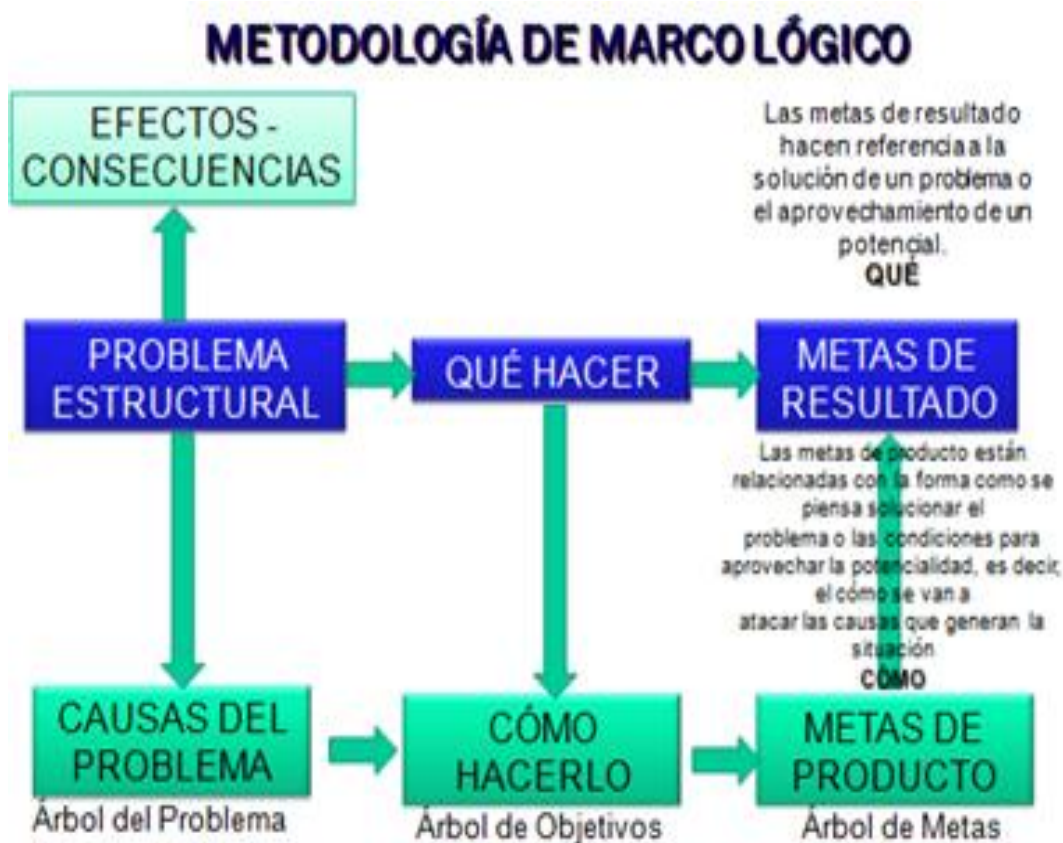 METODOLOGÍA DE MARCO LÓGICO
EFECTOS -
CONSECUENCIAS
Las metas de resultado
hacen referencia a la
solución de un problema o
el aprovechamiento de un
potencial.
QUÉ
PROBLEMA
ESTRUCTURAL
QUÉ HACER
METAS DE
RESULTADO
Las metas de producto están
relacionadas con la forma como se
piensa solucionar el
problema o las condiciones para
aprovechar la potencialidad, es decir,
el cómo se van a
atacar las causas que generan la
situación
CÓMO
CAUSAS DEL
PROBLEMA
CÓMO
HACERLO
METAS DE
PRODUCTO
Árbol del Problema
Árbol de Objetivos
Árbol de Metas